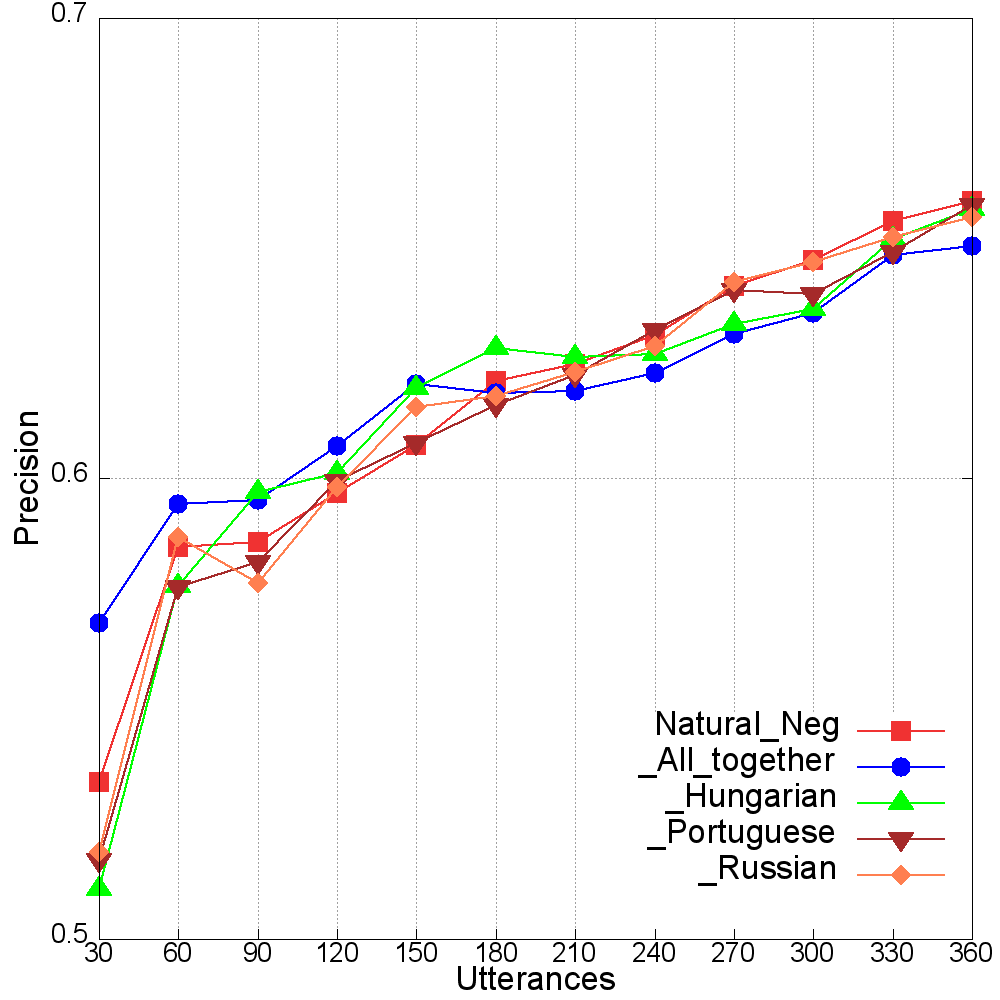 0.7
0.6
0.5
Precision
Natural_Neg
_All_together
_Hungarian
_Portuguese
_Russian
30 60 90 120 150 180 210 240 270 300 330 360
Utterances